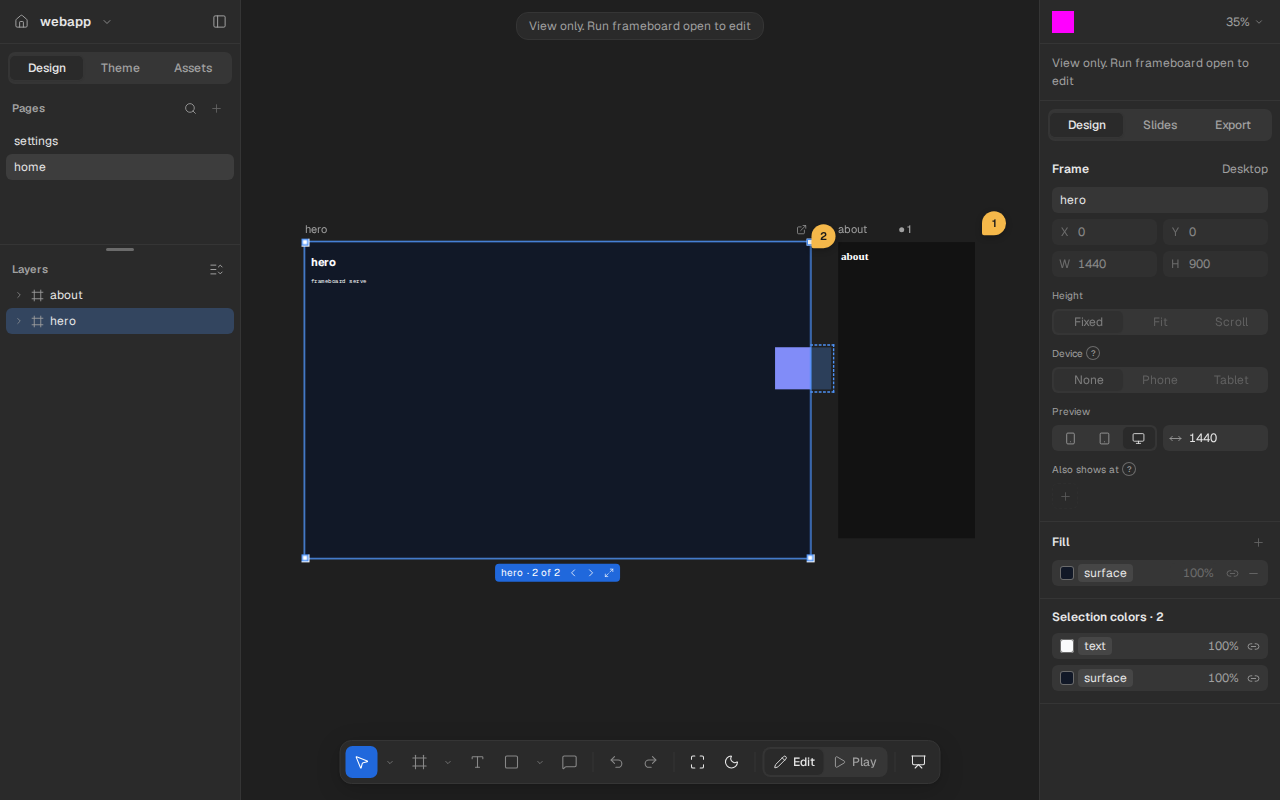 webapp
Design Theme Assets
Pages
settings
home
Layers
about
hero
View only. Run frameboard open to edit
hero
2
about
1
1
hero
frameboard serve
about
hero · 2 of 2
Edit
Play
35%
View only. Run frameboard open to
edit
Design Slides Export
Frame Desktop
hero
X 0 Y 0
W 1440 H 900
Height
Fixed Fit Scroll
Device ?
None Phone Tablet
Preview
1440
Also shows at ?
Fill
surface 100%
Selection colors · 2
text 100%
surface 100%